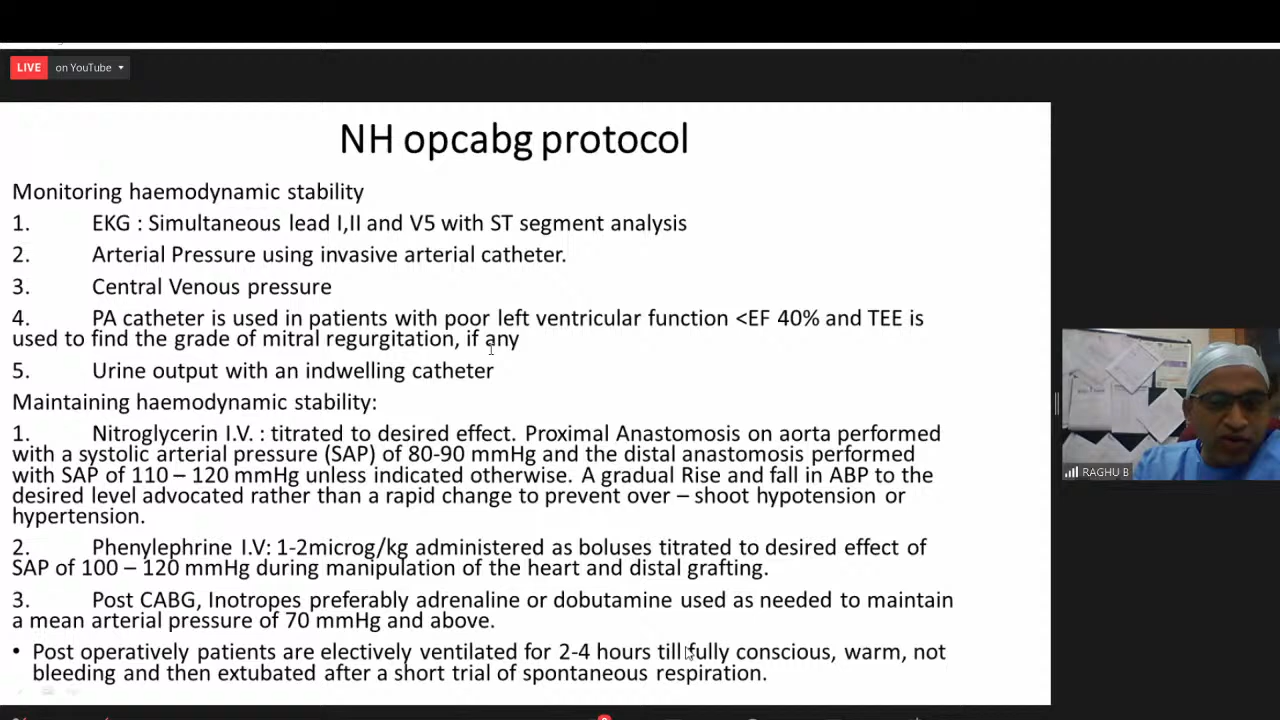 LIVE on YouTube
NH opcabg protocol
Monitoring haemodynamic stability
1. EKG : Simultaneous lead I,II and V5 with ST segment analysis
2. Arterial Pressure using invasive arterial catheter.
3. Central Venous pressure
4. PA catheter is used in patients with poor left ventricular function <EF 40% and TEE is
used to find the grade of mitral regurgitation, if any
5. Urine output with an indwelling catheter
Maintaining haemodynamic stability:
1. Nitroglycerin I.V. : titrated to desired effect. Proximal Anastomosis on aorta performed
with a systolic arterial pressure (SAP) of 80-90 mmHg and the distal anastomosis performed
with SAP of 110 – 120 mmHg unless indicated otherwise. A gradual Rise and fall in ABP to the
desired level advocated rather than a rapid change to prevent over – shoot hypotension or
hypertension.
2. Phenylephrine I.V: 1-2microg/kg administered as boluses titrated to desired effect of
SAP of 100 – 120 mmHg during manipulation of the heart and distal grafting.
3. Post CABG, Inotropes preferably adrenaline or dobutamine used as needed to maintain
a mean arterial pressure of 70 mmHg and above.
• Post operatively patients are electively ventilated for 2-4 hours till fully conscious, warm, not
bleeding and then extubated after a short trial of spontaneous respiration.
RAGHU B